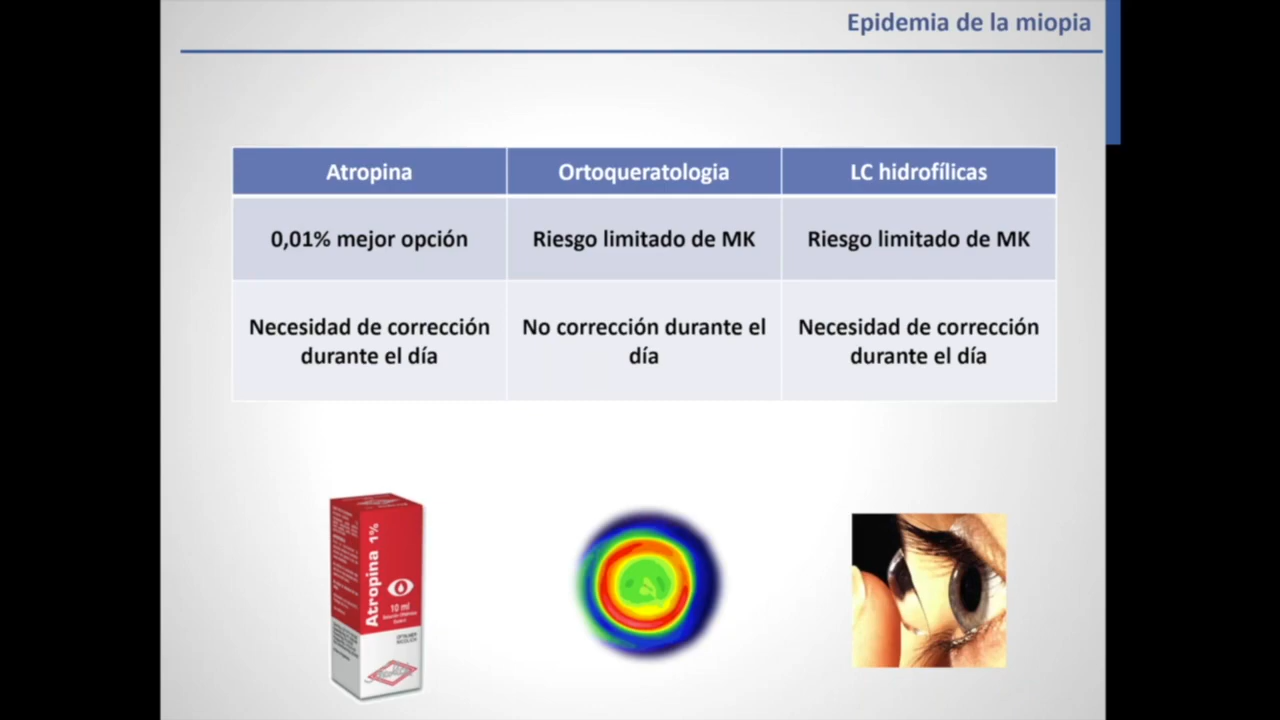 Epidemia de la miopia
Atropina
Ortoqueratologia
LC hidrofílicas
0,01% mejor opción
Riesgo limitado de MK
Riesgo limitado de MK
Necesidad de corrección
durante el día
No corrección durante el
día
Necesidad de corrección
durante el día
Atropina 1%
10 ml